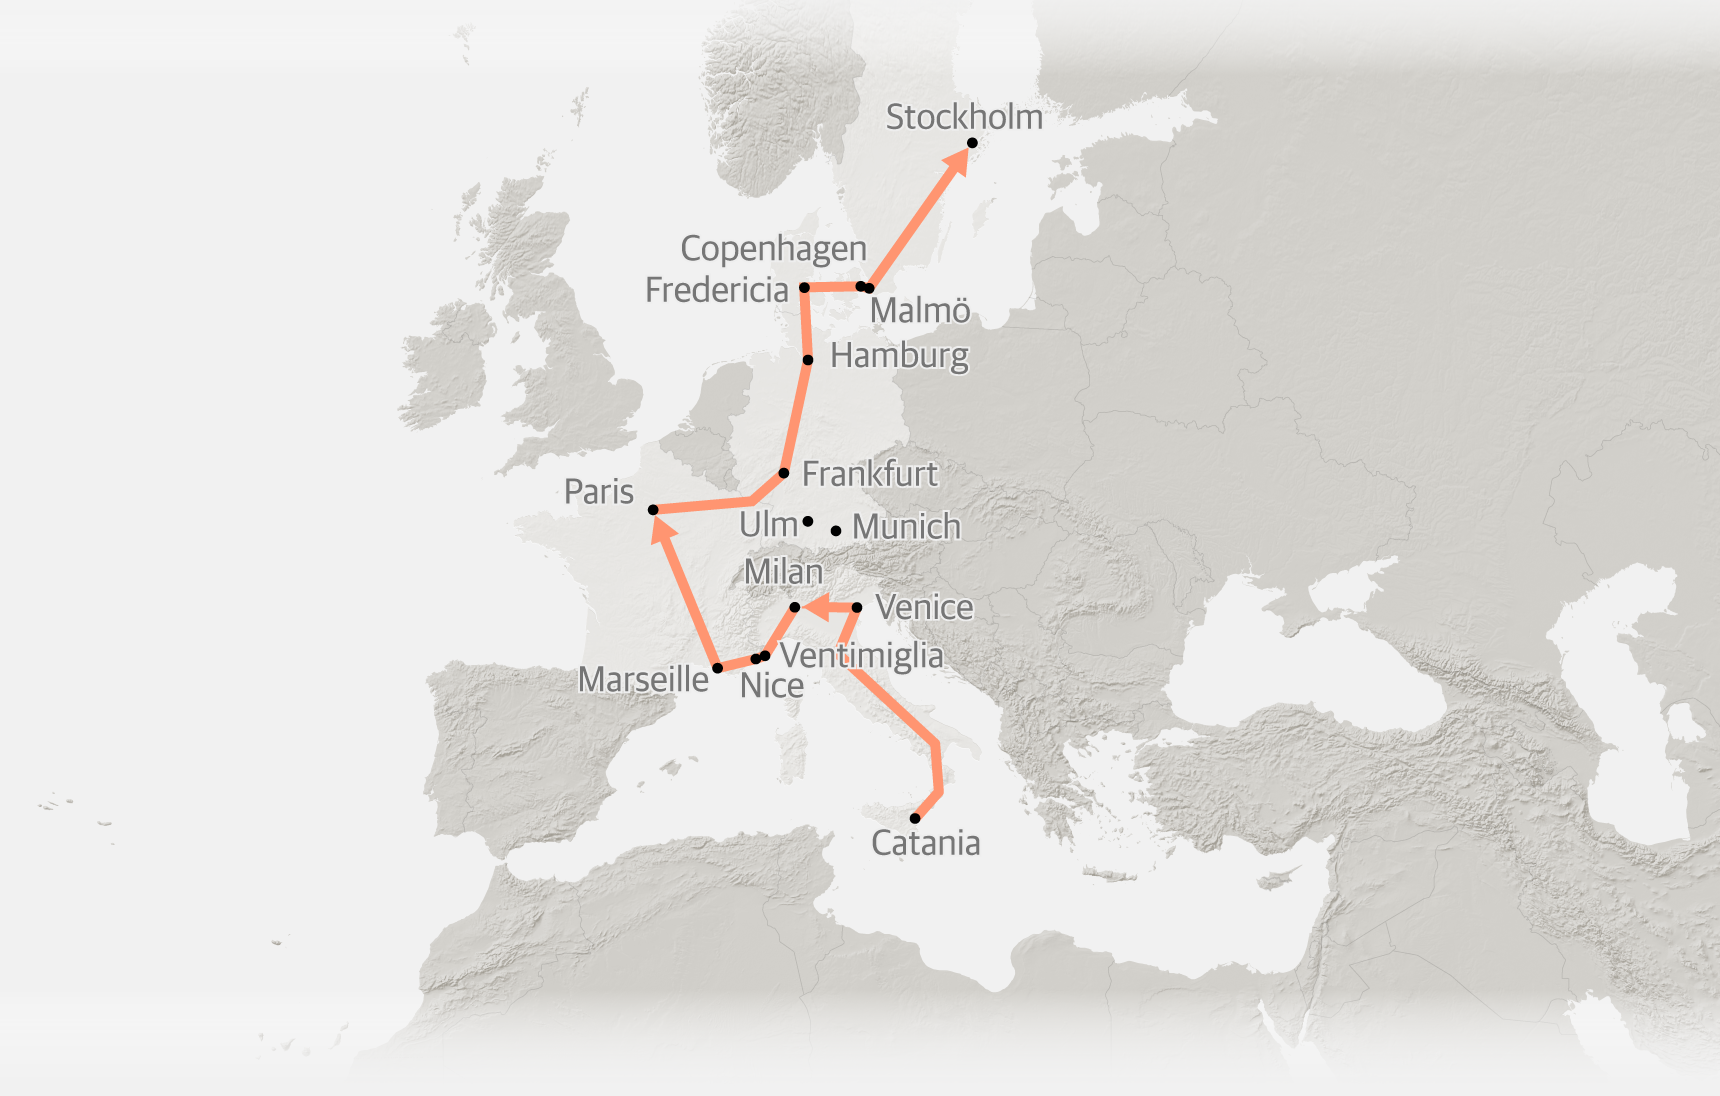 Stockholm
Copenhagen
Fredericia
Malmö
Hamburg
Frankfurt
Paris
Ulm
Munich
Milan
Venice
Ventimiglia
Marseille
Nice
Catania